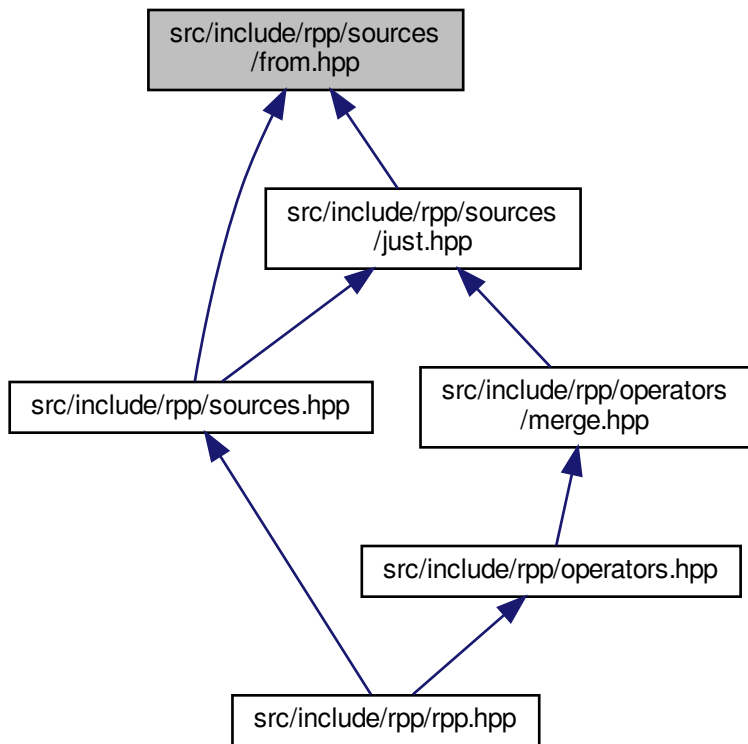 src/include/rpp/sources
/from.hpp
src/include/rpp/sources
/just.hpp
src/include/rpp/sources.hpp
src/include/rpp/operators
/merge.hpp
src/include/rpp/operators.hpp
src/include/rpp/rpp.hpp